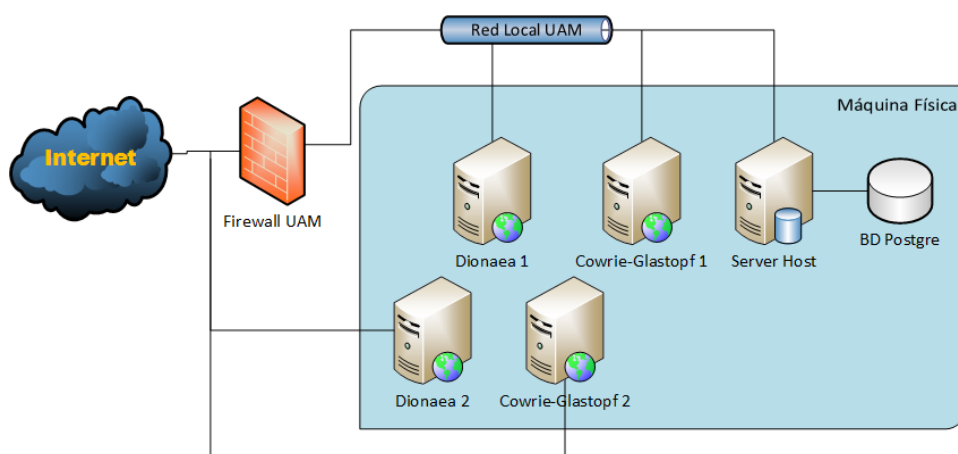 Red Local UAM
Máquina Física
Internet
Firewall UAM
Dionaea 1
Cowrie-Glastopf 1
Server Host
BD Postgre
Dionaea 2
Cowrie-Glastopf 2